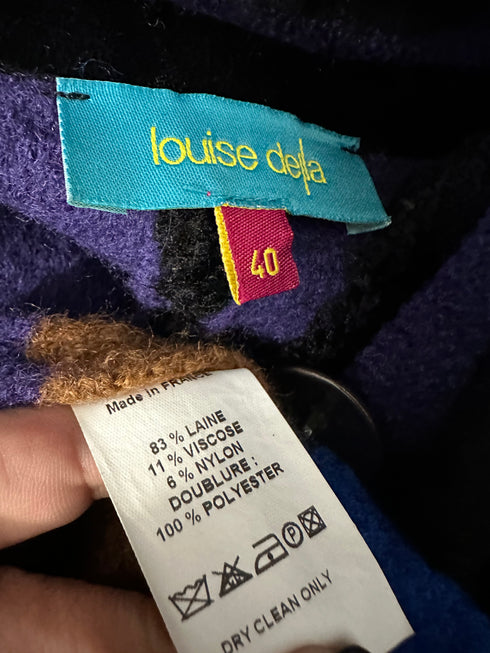 louise della
40
Made in FRANCE
83 % LAINE
11 % VISCOSE
6 % NYLON
DOUBLURE :
100 % POLYESTER
P
DRY CLEAN ONLY